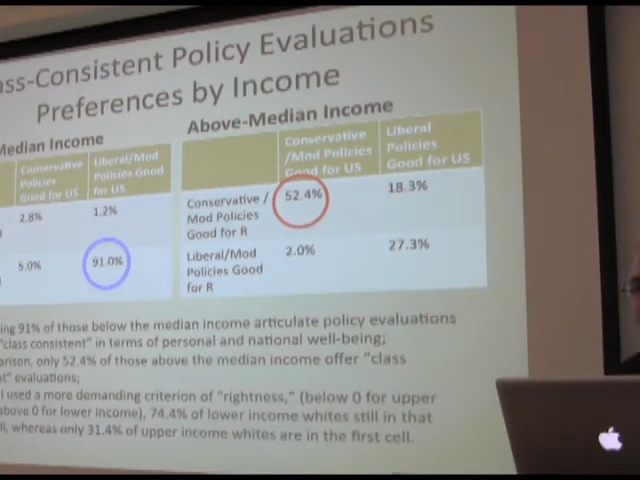 ass-Consistent Policy Evaluations
Preferences by Income
Median Income
Conservative Policies Good for US
Liberal/Mod Policies Good for US
2.8%
1.2%
5.0%
91.0%
Above-Median Income
Conservative /Mod Policies Good for US
Liberal Policies Good for US
Conservative / Mod Policies Good for R
52.4%
18.3%
Liberal/Mod Policies Good for R
2.0%
27.3%
ing 91% of those below the median income articulate policy evaluations
"class consistent" in terms of personal and national well-being;
parison, only 52.4% of those above the median income offer "class
nt" evaluations;
I used a more demanding criterion of "rightness," (below 0 for upper
above 0 for lower income), 74.4% of lower income whites still in that
ll, whereas only 31.4% of upper income whites are in the first cell.